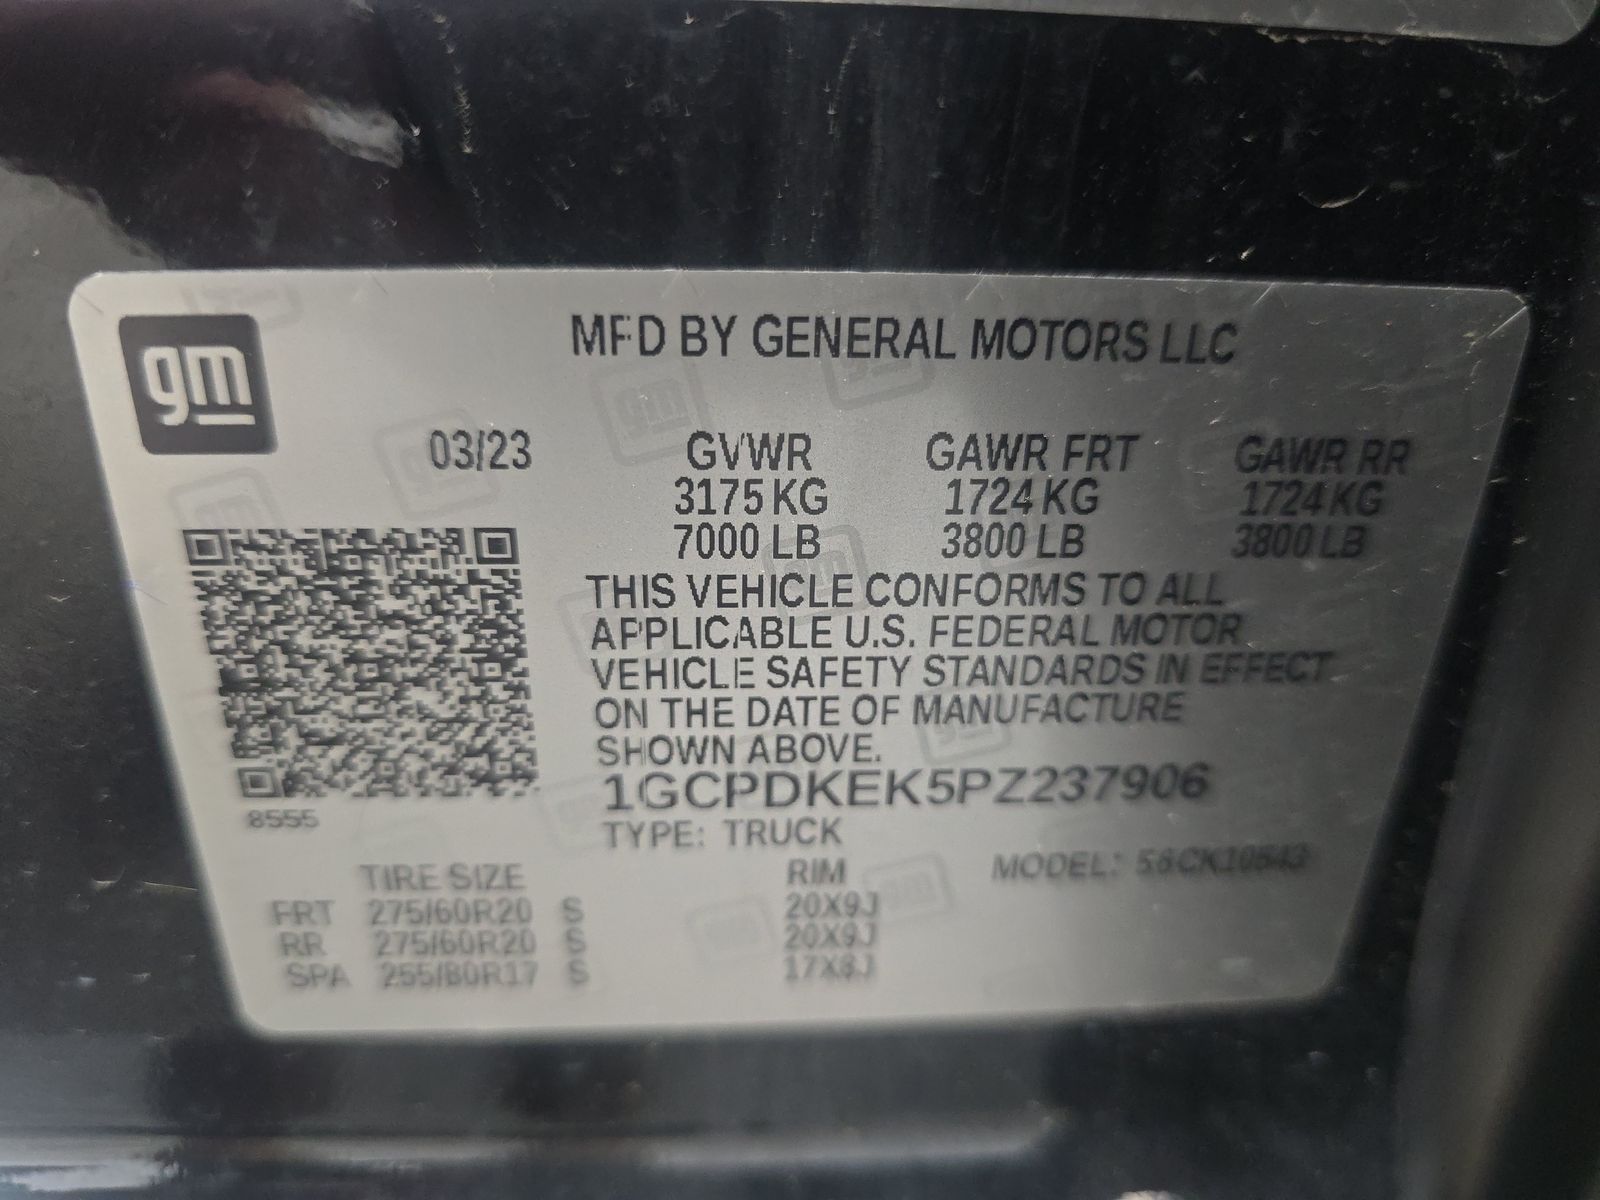 gm
MFD BY GENERAL MOTORS LLC
03/23 GVWR GAWR FRT GAWR RR
3175 KG 1724 KG 1724 KG
7000 LB 3800 LB 3800 LB
THIS VEHICLE CONFORMS TO ALL
APPLICABLE U.S. FEDERAL MOTOR
VEHICLE SAFETY STANDARDS IN EFFECT
ON THE DATE OF MANUFACTURE
SHOWN ABOVE.
1GCPDKEK5PZ237906
8555
TYPE: TRUCK
TIRE SIZE RIM MODEL:
FRT 275/60R20 S 20X9J
RR 275/60R20 S 20X9J
SPA 255/80R17 S 17X8J